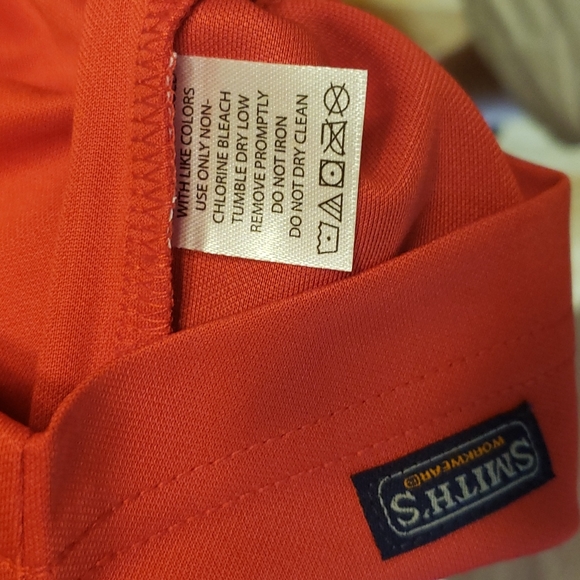 WITH LIKE COLORS
USE ONLY NON-
CHLORINE BLEACH
TUMBLE DRY LOW
REMOVE PROMPTLY
DO NOT IRON
DO NOT DRY CLEAN
SMITH'S
WORKWEAR